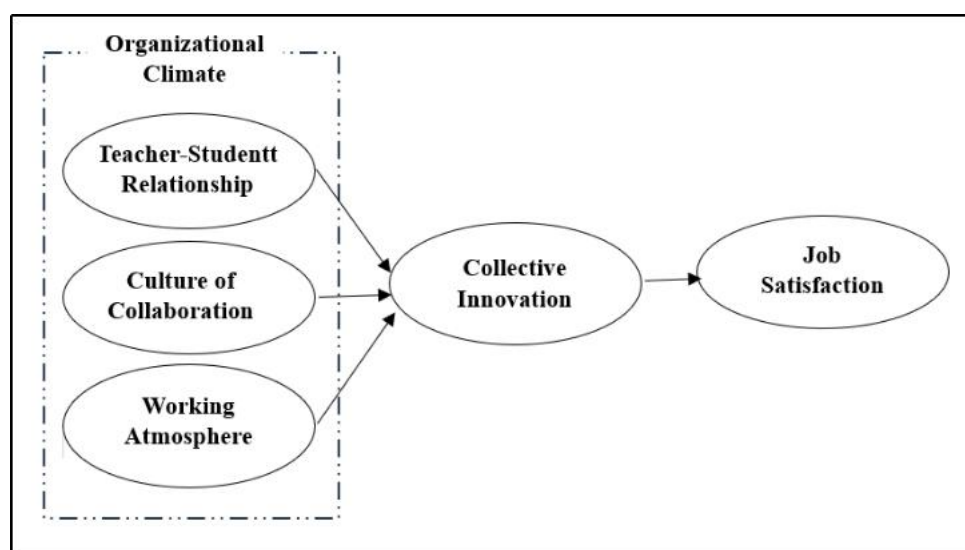 Organizational
Climate
Teacher-Studentt
Relationship
Culture of
Collaboration
Working
Atmosphere
Collective
Innovation
Job
Satisfaction